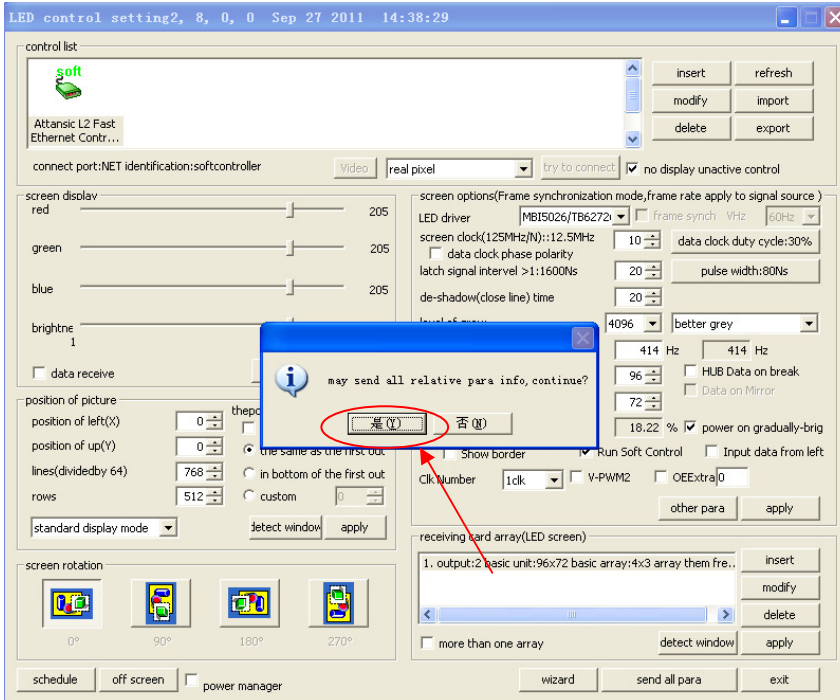 LED control setting2, 8, 0, 0  Sep 27 2011  14:38:29
control list
soft
Attansic L2 Fast
Ethernet Contr...
insert
refresh
modify
import
delete
export
connect port:NET identification:softcontroller
Video
real pixel
try to connect
no display unactive control
screen display
red
205
green
205
blue
205
brightne
1
data receive
screen options(Frame synchronization mode,frame rate apply to signal source )
LED driver
MBI5026/TB6272
frame synch VHz
60Hz
screen clock(125MHz/N)::12.5MHz
10
data clock duty cycle:30%
data clock phase polarity
latch signal intervel >1:1600Ns
20
pulse width:80Ns
de-shadow(close line) time
20
4096
better grey
414 Hz
414 Hz
96
HUB Data on break
Data on Mirror
72
18.22 %
power on gradually-brig
Show border
Run Soft Control
Input data from left
Clk Number
1clk
V-PWM2
OEExtra
0
other para
apply
may send all relative para info,continue?
是(Y)
否(N)
position of picture
position of left(X)
0
position of up(Y)
0
lines(dividedby 64)
768
rows
512
the same as the first out
in bottom of the first out
custom
0
standard display mode
detect window
apply
receiving card array(LED screen)
1. output:2 basic unit:96x72 basic array:4x3 array them fre..
insert
modify
delete
more than one array
detect window
apply
screen rotation
0°
90°
180°
270°
schedule
off screen
power manager
wizard
send all para
exit